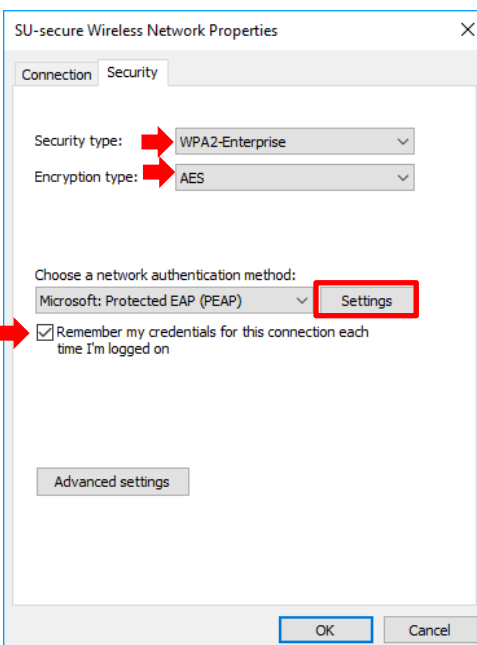 SU-secure Wireless Network Properties
Connection Security
Security type: WPA2-Enterprise
Encryption type: AES
Choose a network authentication method:
Microsoft: Protected EAP (PEAP) Settings
Remember my credentials for this connection each
time I'm logged on
Advanced settings
OK Cancel